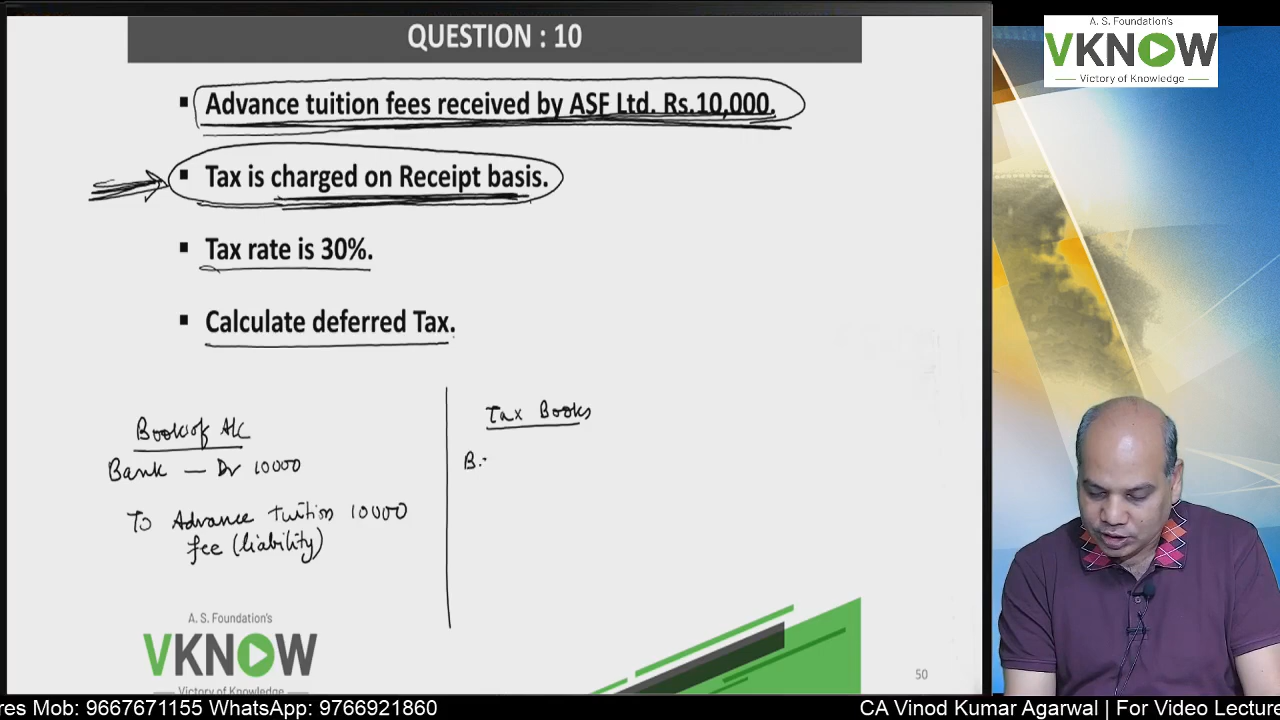 QUESTION : 10
A. S. Foundation's
VKNOW
Victory of Knowledge
▪ Advance tuition fees received by ASF Ltd. Rs.10,000.
▪ Tax is charged on Receipt basis.
▪ Tax rate is 30%.
▪ Calculate deferred Tax.
Book of A/c
Bank — Dr 10000
To Advance tuition 10000
fee (liability)
Tax Books
B.
A. S. Foundation's
VKNOW
Victory of Knowledge
50
res Mob: 9667671155 WhatsApp: 9766921860
CA Vinod Kumar Agarwal | For Video Lecture